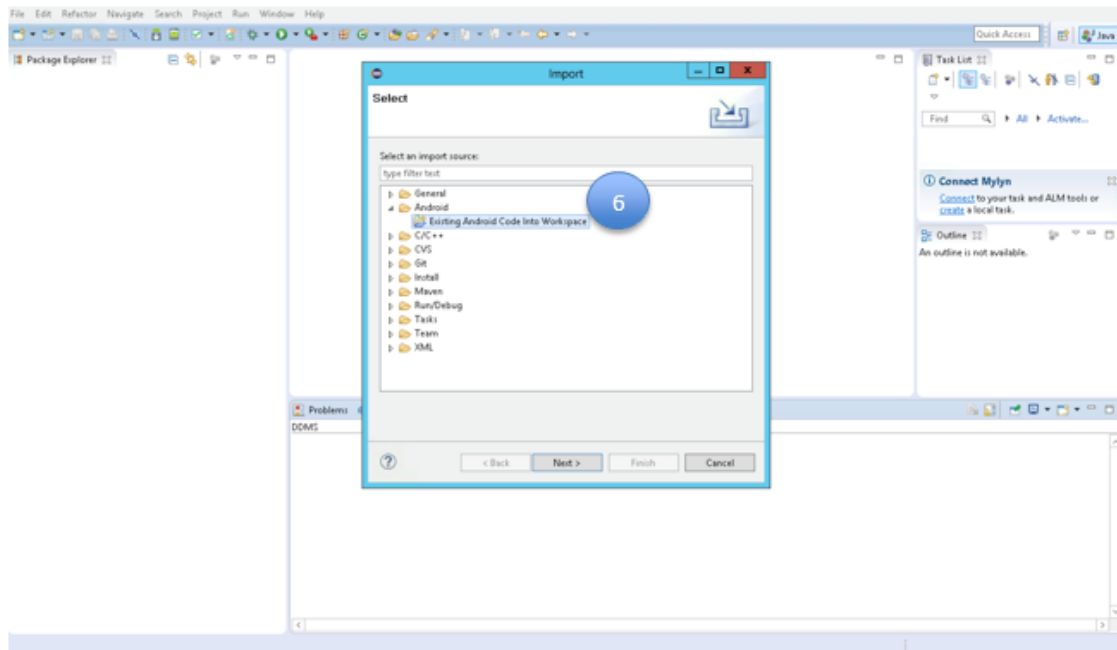 File Edit Refactor Navigate Search Project Run Window Help
Quick Access
Java
Package Explorer
Import
Task List
Select
Find
All
Activate...
Select an import source:
type filter text
General
Android
Existing Android Code Into Workspace
6
C/C++
CVS
Git
Install
Maven
Run/Debug
Tasks
Team
XML
Connect Mylyn
Connect to your task and ALM tools or
create a local task.
Outline
An outline is not available.
Problems
DDMS
< Back
Next >
Finish
Cancel